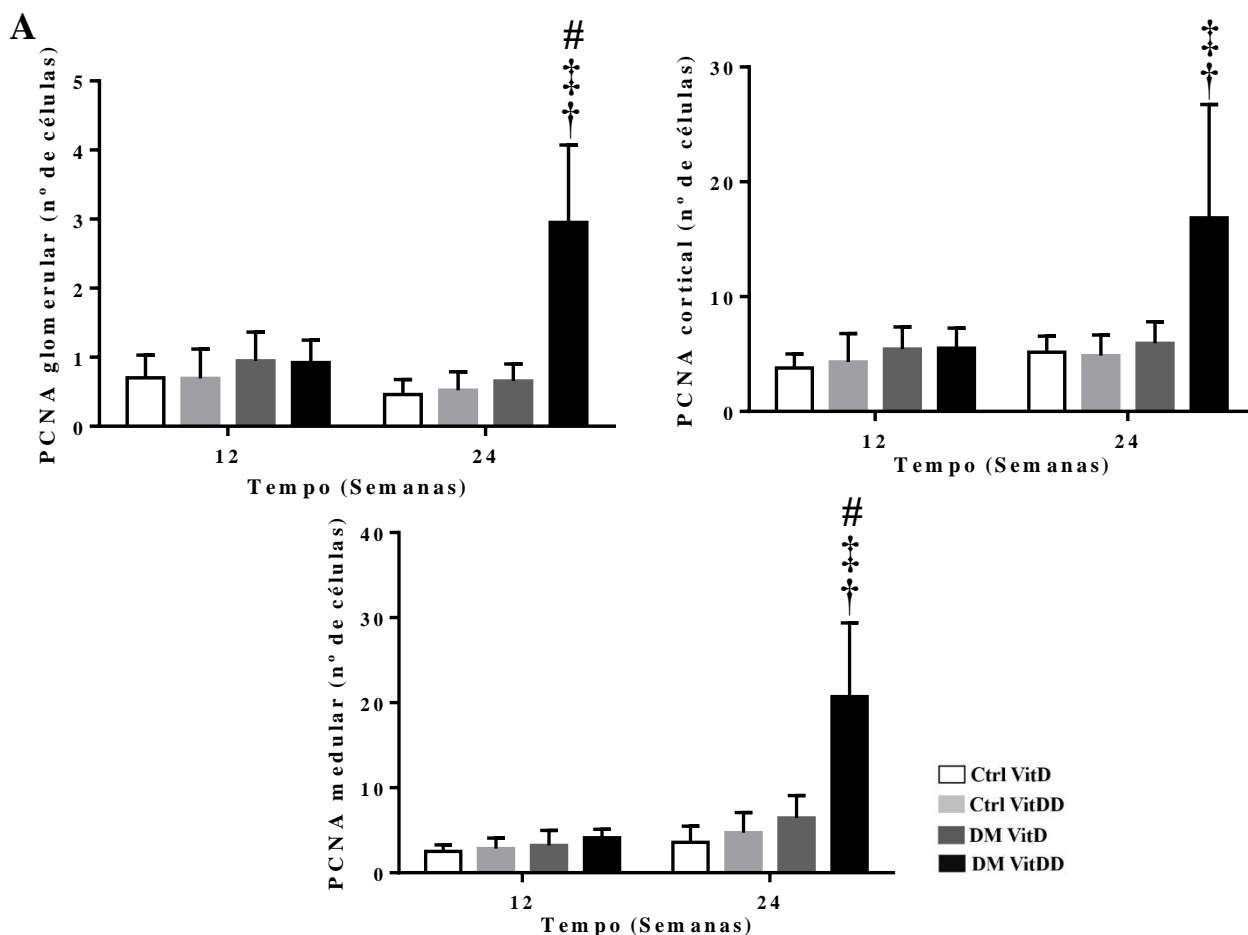 A
PCNA glomerular (nº de células)
#
‡
‡
†
5
4
3
2
1
0
12
24
Tempo (Semanas)
PCNA cortical (nº de células)
‡
‡
†
30
20
10
0
12
24
Tempo (Semanas)
PCNA medular (nº de células)
#
‡
‡
†
40
30
20
10
0
12
24
Tempo (Semanas)
Ctrl VitD
Ctrl VitDD
DM VitD
DM VitDD